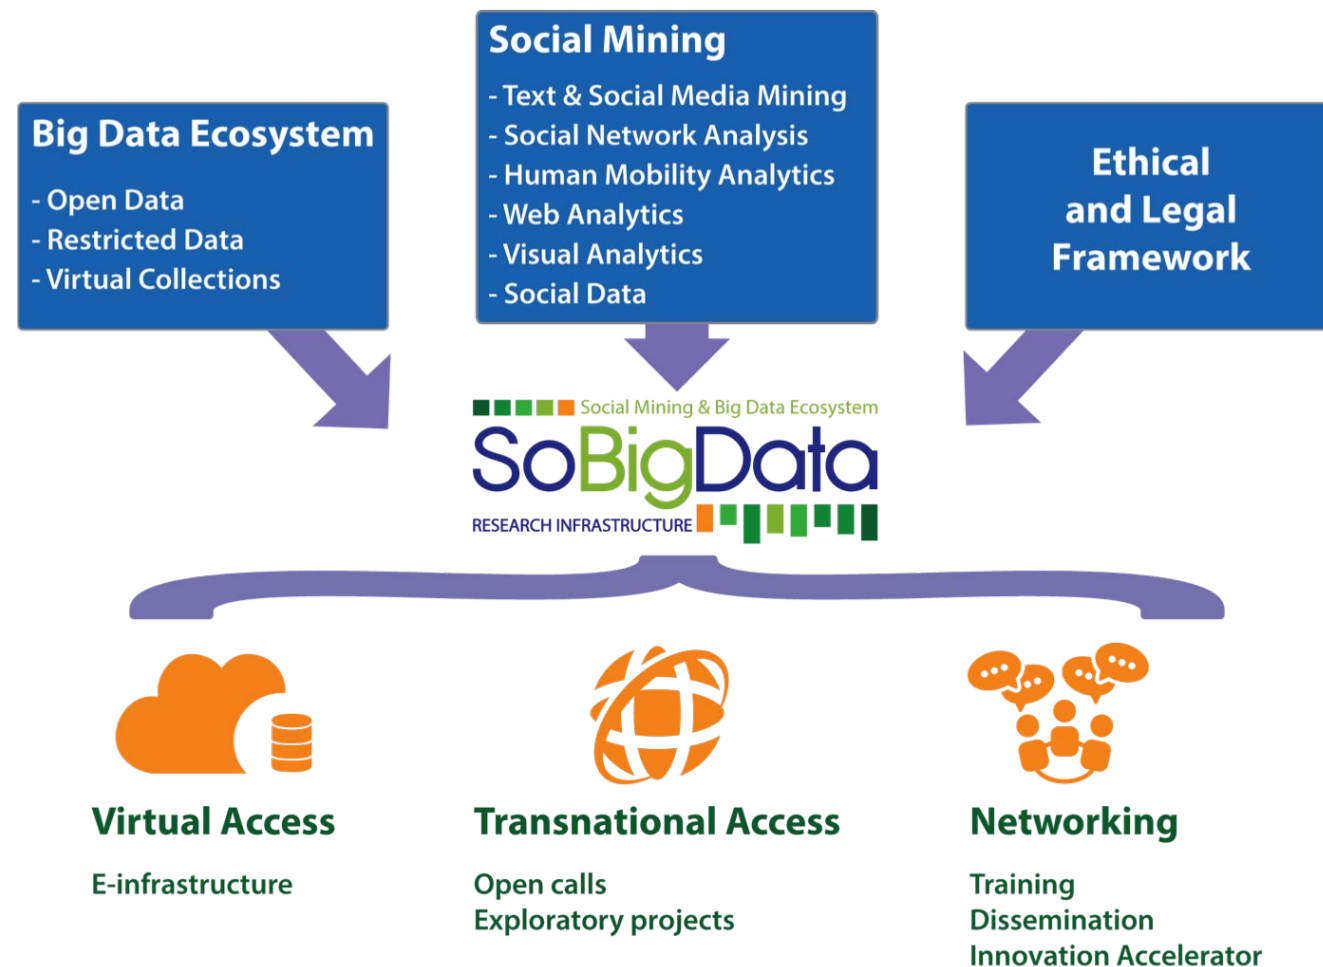 Big Data Ecosystem
- Open Data
- Restricted Data
- Virtual Collections
Social Mining
- Text & Social Media Mining
- Social Network Analysis
- Human Mobility Analytics
- Web Analytics
- Visual Analytics
- Social Data
Ethical
and Legal
Framework
Social Mining & Big Data Ecosystem
SoBigData
RESEARCH INFRASTRUCTURE
Virtual Access
E-infrastructure
Transnational Access
Open calls
Exploratory projects
Networking
Training
Dissemination
Innovation Accelerator